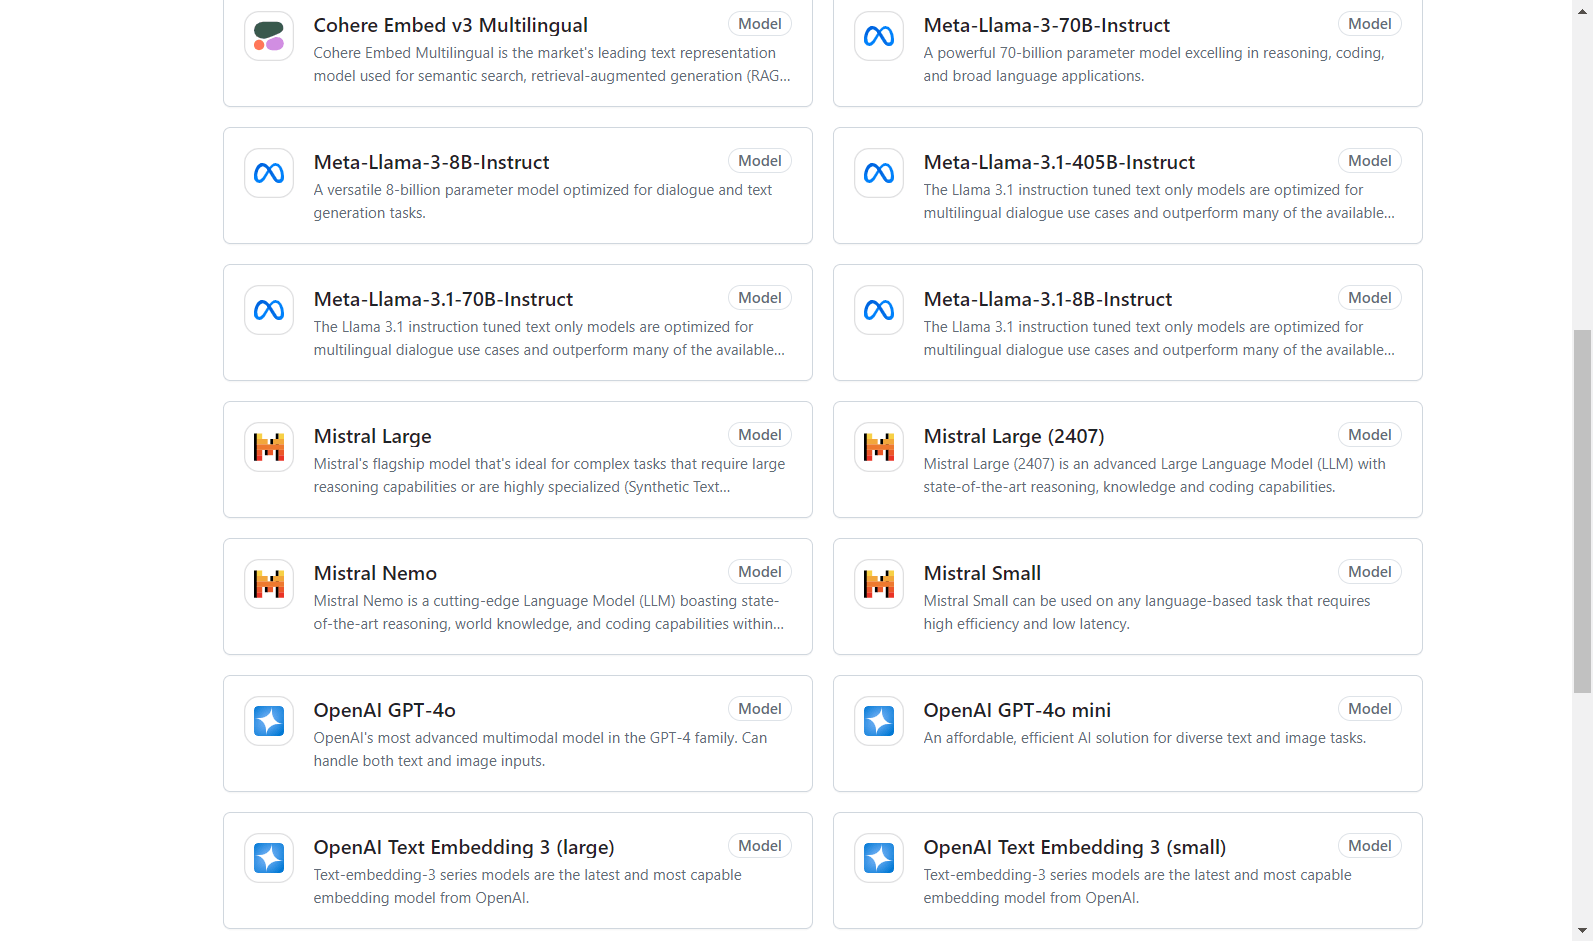 Cohere Embed v3 Multilingual
Model
Cohere Embed Multilingual is the market's leading text representation
model used for semantic search, retrieval-augmented generation (RAG...
Meta-Llama-3-70B-Instruct
Model
A powerful 70-billion parameter model excelling in reasoning, coding,
and broad language applications.
Meta-Llama-3-8B-Instruct
Model
A versatile 8-billion parameter model optimized for dialogue and text
generation tasks.
Meta-Llama-3.1-405B-Instruct
Model
The Llama 3.1 instruction tuned text only models are optimized for
multilingual dialogue use cases and outperform many of the available...
Meta-Llama-3.1-70B-Instruct
Model
The Llama 3.1 instruction tuned text only models are optimized for
multilingual dialogue use cases and outperform many of the available...
Meta-Llama-3.1-8B-Instruct
Model
The Llama 3.1 instruction tuned text only models are optimized for
multilingual dialogue use cases and outperform many of the available...
Mistral Large
Model
Mistral's flagship model that's ideal for complex tasks that require large
reasoning capabilities or are highly specialized (Synthetic Text...
Mistral Large (2407)
Model
Mistral Large (2407) is an advanced Large Language Model (LLM) with
state-of-the-art reasoning, knowledge and coding capabilities.
Mistral Nemo
Model
Mistral Nemo is a cutting-edge Language Model (LLM) boasting state-
of-the-art reasoning, world knowledge, and coding capabilities within...
Mistral Small
Model
Mistral Small can be used on any language-based task that requires
high efficiency and low latency.
OpenAI GPT-4o
Model
OpenAI's most advanced multimodal model in the GPT-4 family. Can
handle both text and image inputs.
OpenAI GPT-4o mini
Model
An affordable, efficient AI solution for diverse text and image tasks.
OpenAI Text Embedding 3 (large)
Model
Text-embedding-3 series models are the latest and most capable
embedding model from OpenAI.
OpenAI Text Embedding 3 (small)
Model
Text-embedding-3 series models are the latest and most capable
embedding model from OpenAI.